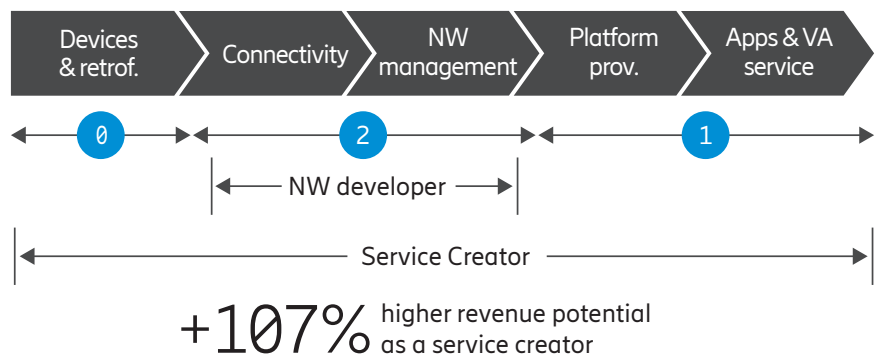 Devices
& retrof.
Connectivity
NW
management
Platform
prov.
Apps & VA
service
0
2
1
NW developer
Service Creator
+107% higher revenue potential
as a service creator